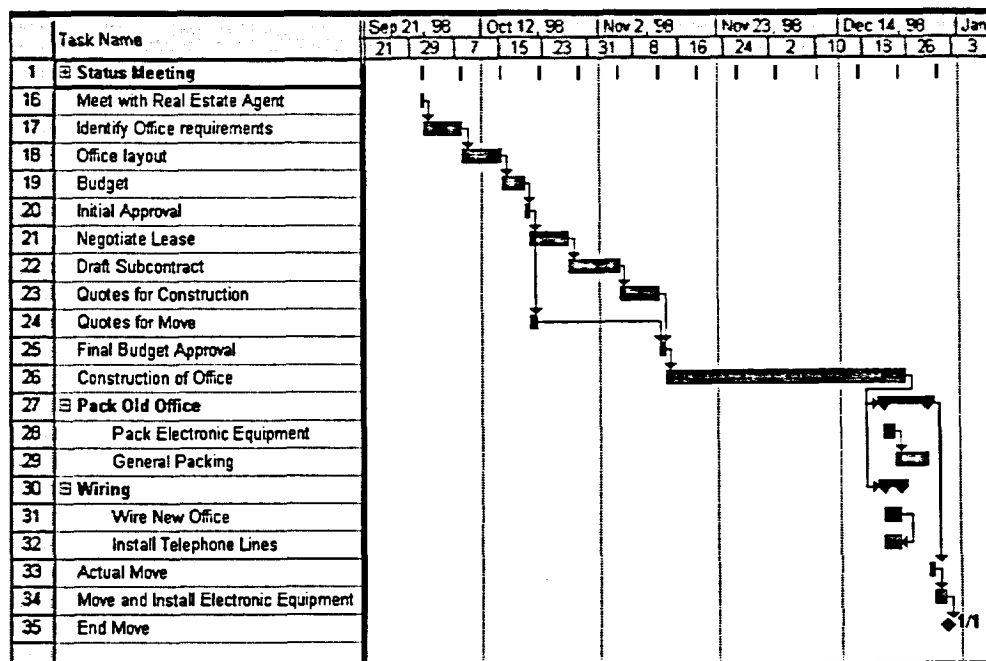 Task Name
Sep 21, '98 Oct 12, '98 Nov 2, '98 Nov 23, '98 Dec 14, '98 Jan
21 29 7 15 23 31 8 16 24 2 10 18 26 3
1 Status Meeting
16 Meet with Real Estate Agent
17 Identify Office requirements
18 Office layout
19 Budget
20 Initial Approval
21 Negotiate Lease
22 Draft Subcontract
23 Quotes for Construction
24 Quotes for Move
25 Final Budget Approval
26 Construction of Office
27 Pack Old Office
28 Pack Electronic Equipment
29 General Packing
30 Wiring
31 Wire New Office
32 Install Telephone Lines
33 Actual Move
34 Move and Install Electronic Equipment
35 End Move 1/1